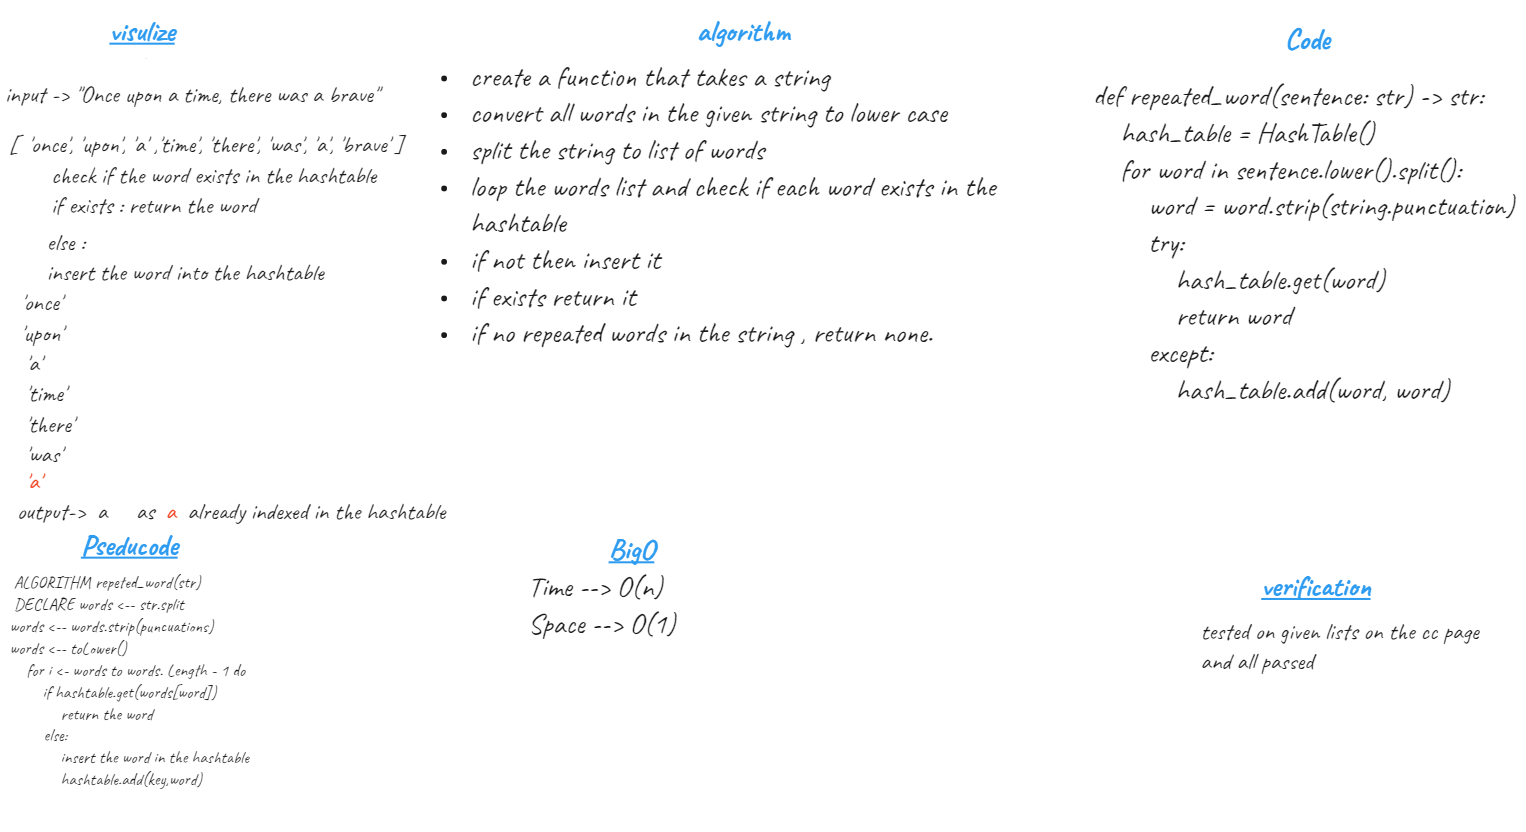 visulize
input -> "Once upon a time, there was a brave"
[ 'once', 'upon', 'a' ,'time', 'there', 'was', 'a', 'brave' ]
check if the word exists in the hashtable
if exists : return the word
else :
insert the word into the hashtable
'once'
'upon'
'a'
'time'
'there'
'was'
'a'
output-> a as a already indexed in the hashtable
algorithm
• create a function that takes a string
• convert all words in the given string to lower case
• split the string to list of words
• loop the words list and check if each word exists in the
hashtable
• if not then insert it
• if exists return it
• if no repeated words in the string , return none.
Code
def repeated_word(sentence: str) -> str:
hash_table = HashTable()
for word in sentence.lower().split():
word = word.strip(string.punctuation)
try:
hash_table.get(word)
return word
except:
hash_table.add(word, word)
Pseducode
ALGORITHM repeted_word(str)
DECLARE words <-- str.split
words <-- words.strip(puncuations)
words <-- toLower()
for i <- words to words. Length - 1 do
if hashtable.get(words[word])
return the word
else:
insert the word in the hashtable
hashtable.add(key,word)
BigO
Time --> O(n)
Space --> O(1)
verification
tested on given lists on the cc page
and all passed